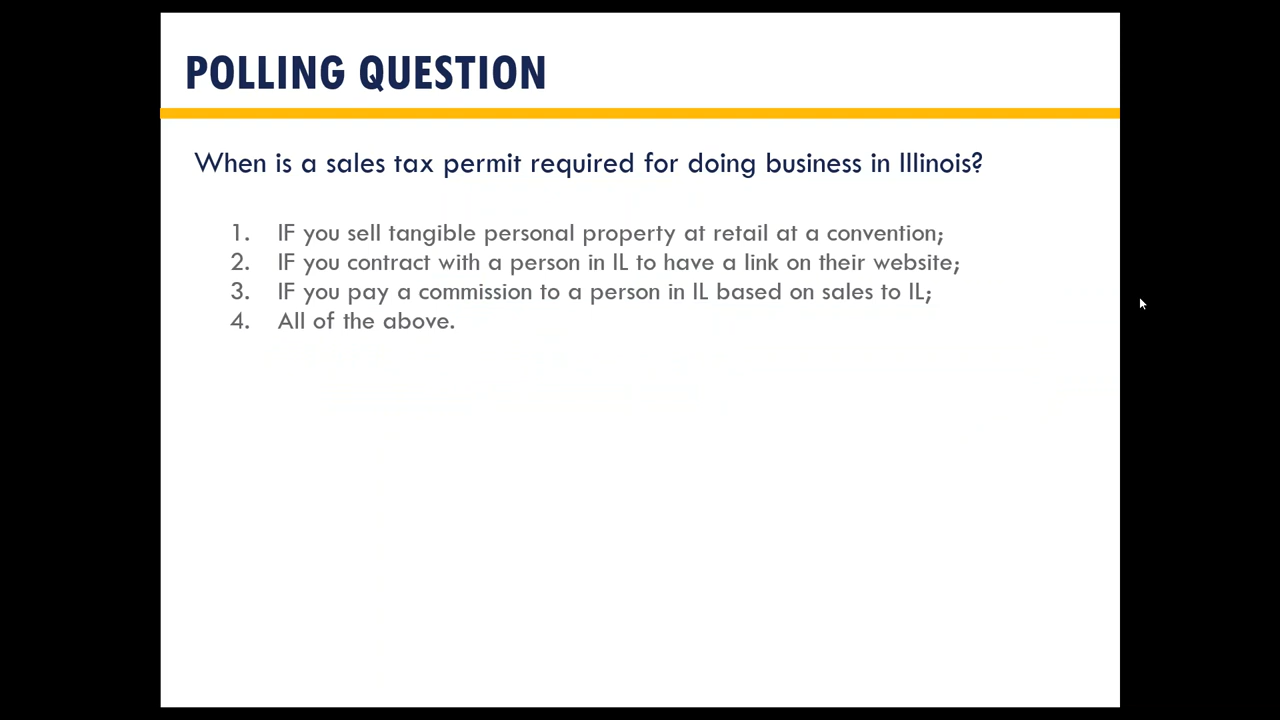 POLLING QUESTION
When is a sales tax permit required for doing business in Illinois?
1. IF you sell tangible personal property at retail at a convention;
2. IF you contract with a person in IL to have a link on their website;
3. IF you pay a commission to a person in IL based on sales to IL;
4. All of the above.